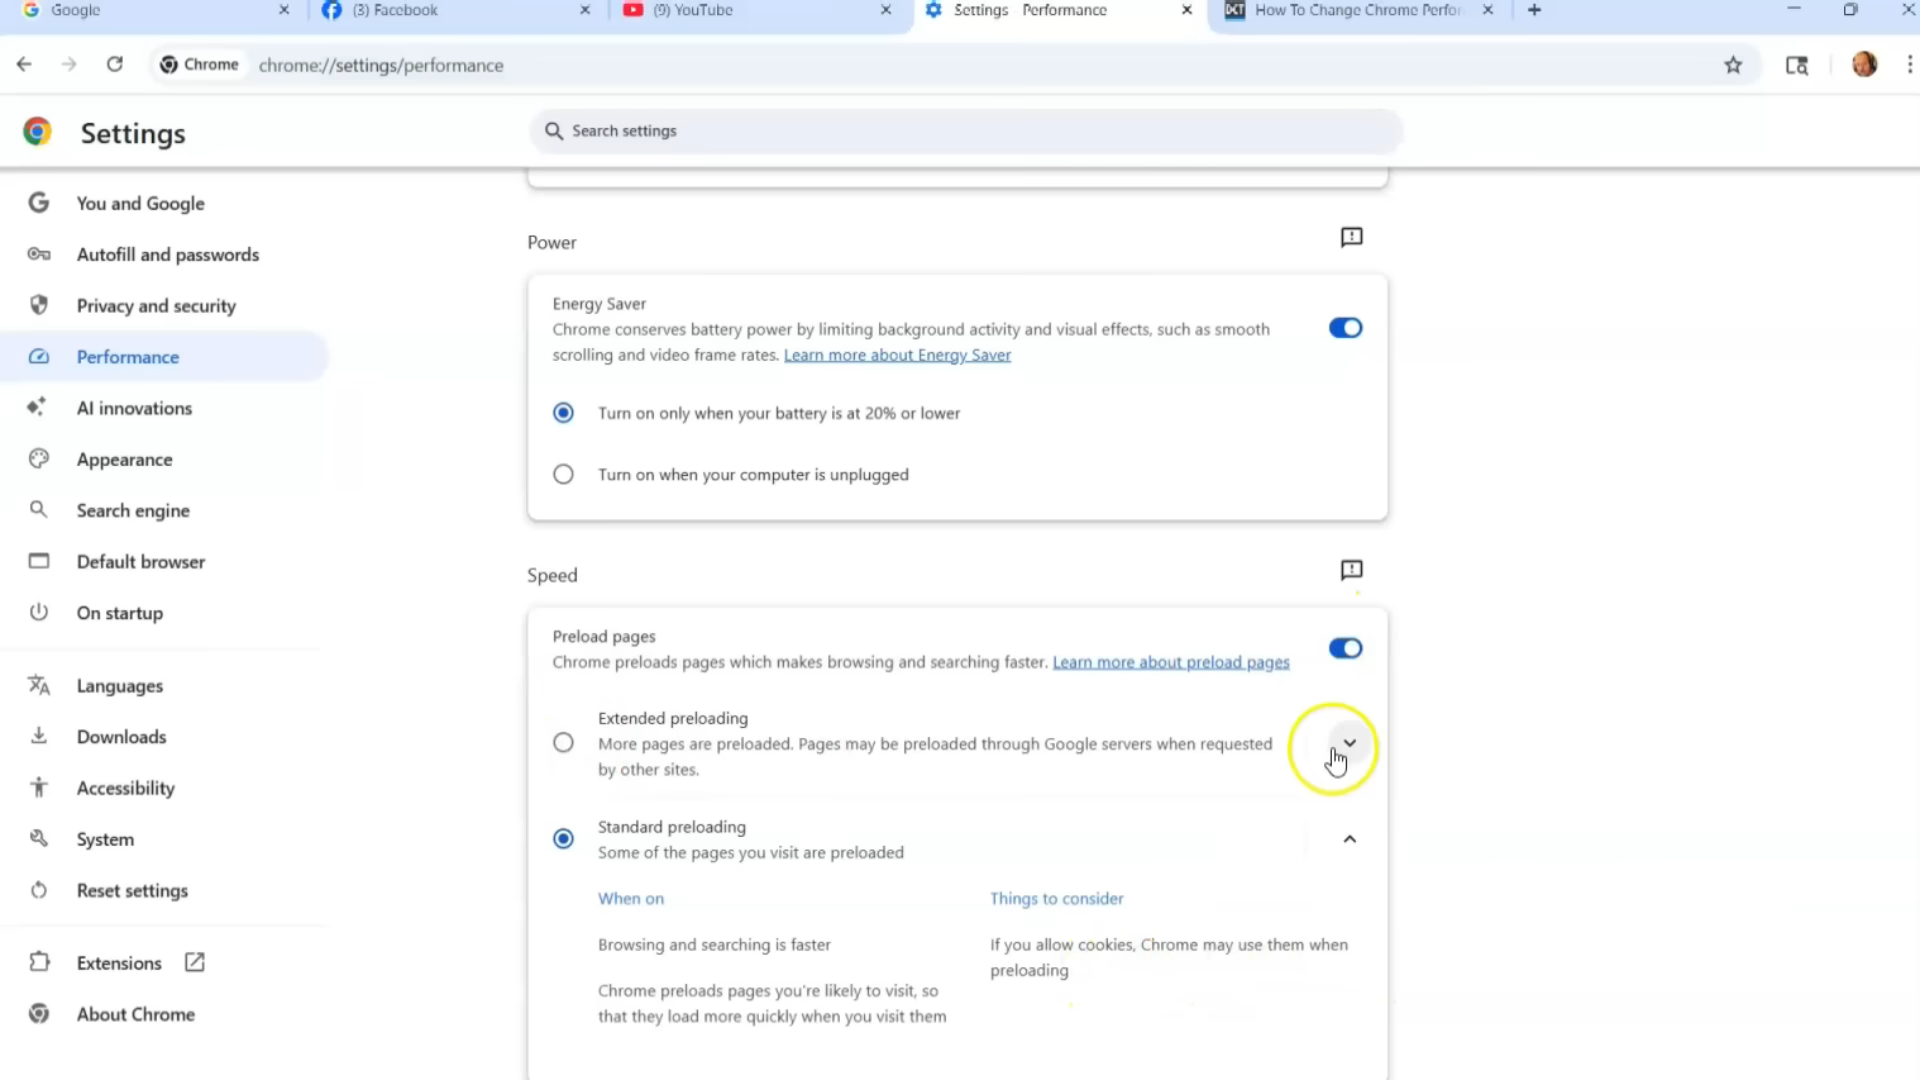 Google
(3) Facebook
(9) YouTube
Settings Performance
How To Change Chrome Perfor
Chrome
chrome://settings/performance
Settings
Search settings
You and Google
Autofill and passwords
Privacy and security
Performance
AI innovations
Appearance
Search engine
Default browser
On startup
Languages
Downloads
Accessibility
System
Reset settings
Extensions
About Chrome
Power
Energy Saver
Chrome conserves battery power by limiting background activity and visual effects, such as smooth
scrolling and video frame rates. Learn more about Energy Saver
Turn on only when your battery is at 20% or lower
Turn on when your computer is unplugged
Speed
Preload pages
Chrome preloads pages which makes browsing and searching faster. Learn more about preload pages
Extended preloading
More pages are preloaded. Pages may be preloaded through Google servers when requested
by other sites.
Standard preloading
Some of the pages you visit are preloaded
When on
Browsing and searching is faster
Chrome preloads pages you're likely to visit, so
that they load more quickly when you visit them
Things to consider
If you allow cookies, Chrome may use them when
preloading